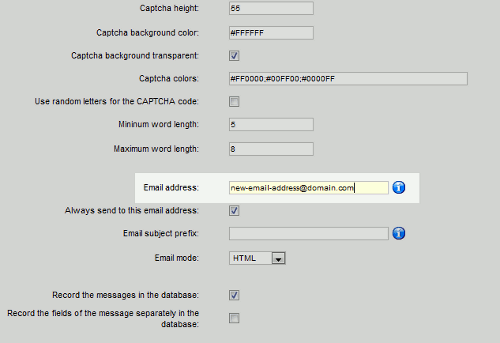 Captcha height: 55
Captcha background color: #FFFFFF
Captcha background transparent:
Captcha colors: #FF0000;#00FF00;#0000FF
Use random letters for the CAPTCHA code:
Mininum word length: 5
Maximum word length: 8
Email address: new-email-address@domain.com
Always send to this email address:
Email subject prefix:
Email mode: HTML
Record the messages in the database:
Record the fields of the message separately in the
database: